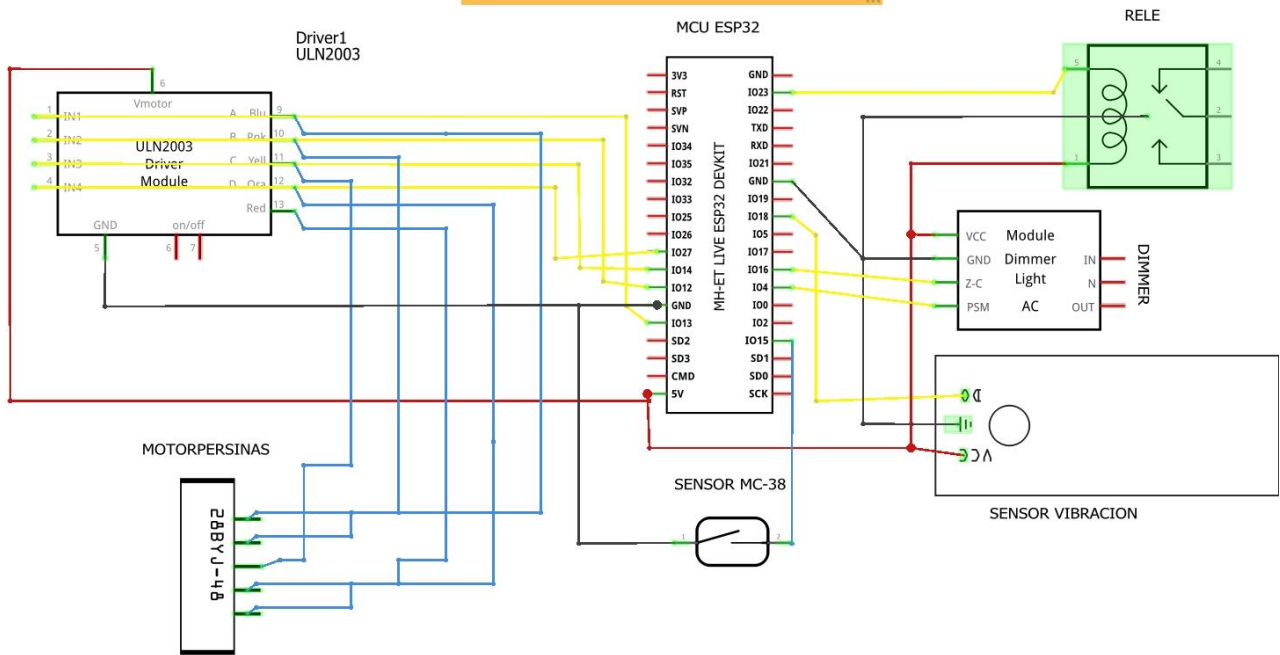 Driver1
ULN2003
MCU ESP32
RELE
6
Vmotor
1 IN1
2 IN2
3 IN3
4 IN4
ULN2003
Driver
Module
A Blu 9
B Pnk 10
C Yell 11
D Ora 12
Red 13
GND
on/off
5
6
7
3V3
RST
SVP
SVN
IO34
IO35
IO32
IO33
IO25
IO26
IO27
IO14
IO12
GND
IO13
SD2
SD3
CMD
5V
MH-ET LIVE ESP32 DEVKIT
GND
IO23
IO22
TXD
RXD
IO21
GND
IO19
IO18
IO5
IO17
IO16
IO4
IO0
IO2
IO15
SD1
SD0
SCK
5
1
4
2
3
VCC
GND
Z-C
PSM
Module
Dimmer
Light
AC
IN
N
OUT
DIMMER
D
VCC
SENSOR VIBRACION
MOTORPERSINAS
28BYJ-48
SENSOR MC-38
1
2